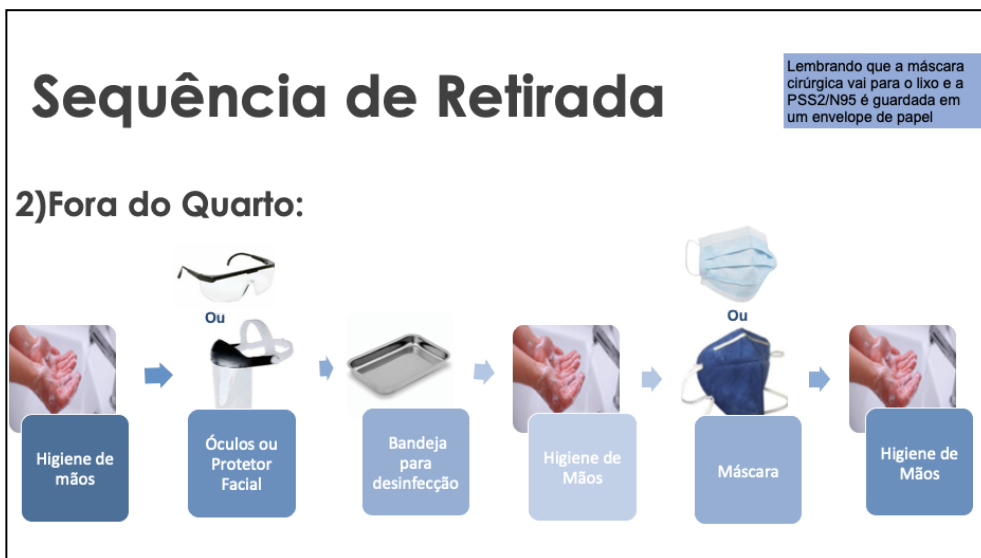 Sequência de Retirada
Lembrando que a máscara
cirúrgica vai para o lixo e a
PSS2/N95 é guardada em
um envelope de papel
2)Fora do Quarto:
Ou
Ou
Higiene de
mãos
Óculos ou
Protetor
Facial
Bandeja
para
desinfecção
Higiene de
Mãos
Máscara
Higiene de
Mãos